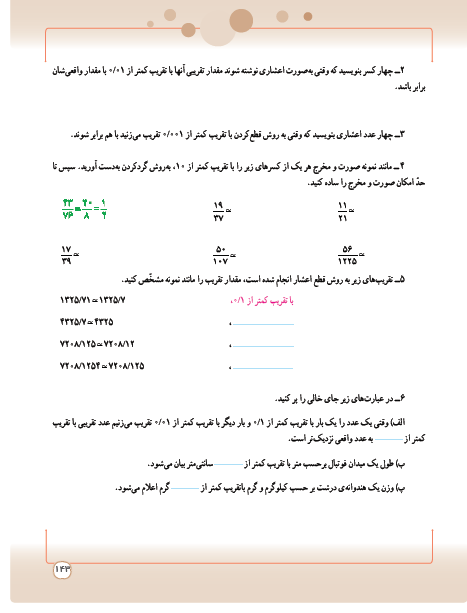 ۲ــ چهار کسر بنویسید که وقتی به‌صورت اعشاری نوشته شوند مقدار تقریبی آنها با تقریب کمتر از ۰/۰۱ با مقدار واقعی‌شان
برابر باشد.
۳ــ چهار عدد اعشاری بنویسید که وقتی به روش قطع‌کردن با تقریب کمتر از ۰/۰۰۱ تقریب می‌زنید با هم برابر شوند.
۴ــ مانند نمونه صورت و مخرج هر یک از کسرهای زیر را با تقریب کمتر از ۱۰، به‌روش گردکردن به‌دست آورید. سپس تا
حدّ امکان صورت و مخرج را ساده کنید.
۱۱/۲۱ ≃ ۱۹/۳۷ ≃ ۴۳/۷۶ ≃ ۴۰/۸ = ۱/۲
۵۶/۱۲۲۵ ≃ ۵۰/۱۰۷ ≃ ۱۷/۳۹ ≃
۵ــ تقریب‌های زیر به روش قطع اعشار انجام شده است، مقدار تقریب را مانند نمونه مشخّص کنید.
با تقریب کمتر از ۰/۱، ۱۳۲۵/۷۱ ≃ ۱۳۲۵/۷
، ۴۳۲۵/۷ ≃ ۴۳۲۵
، ۷۲۰۸/۱۲۵ ≃ ۷۲۰۸/۱۲
، ۷۲۰۸/۱۲۵۴ ≃ ۷۲۰۸/۱۲۵
۶ــ در عبارت‌های زیر جای خالی را پر کنید.
الف) وقتی یک عدد را یک بار با تقریب کمتر از ۰/۱ و بار دیگر با تقریب کمتر از ۰/۰۱ تقریب می‌زنیم عدد تقریبی با تقریب
کمتر از به عدد واقعی نزدیک‌تر است.
ب) طول یک میدان فوتبال برحسب متر با تقریب کمتر از سانتی‌متر بیان می‌شود.
پ) وزن یک هندوانه‌ی درشت بر حسب کیلوگرم و گرم باتقریب کمتر از گرم اعلام می‌شود.
۱۴۳